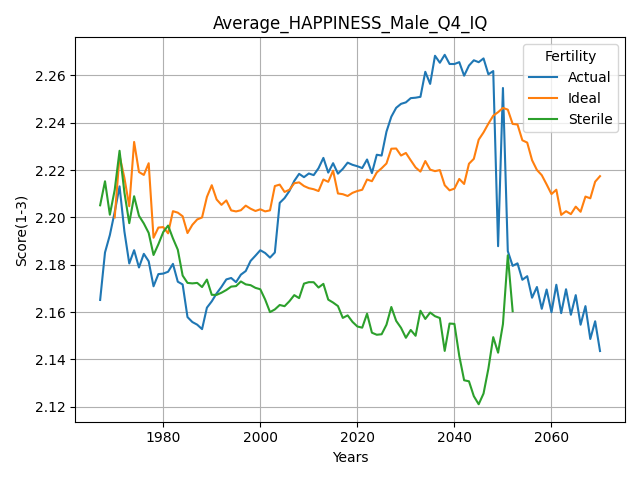 Average_HAPPINESS_Male_Q4_IQ
Fertility
Actual
Ideal
Sterile
Score(1-3)
2.26
2.24
2.22
2.20
2.18
2.16
2.14
2.12
1980
2000
2020
2040
2060
Years